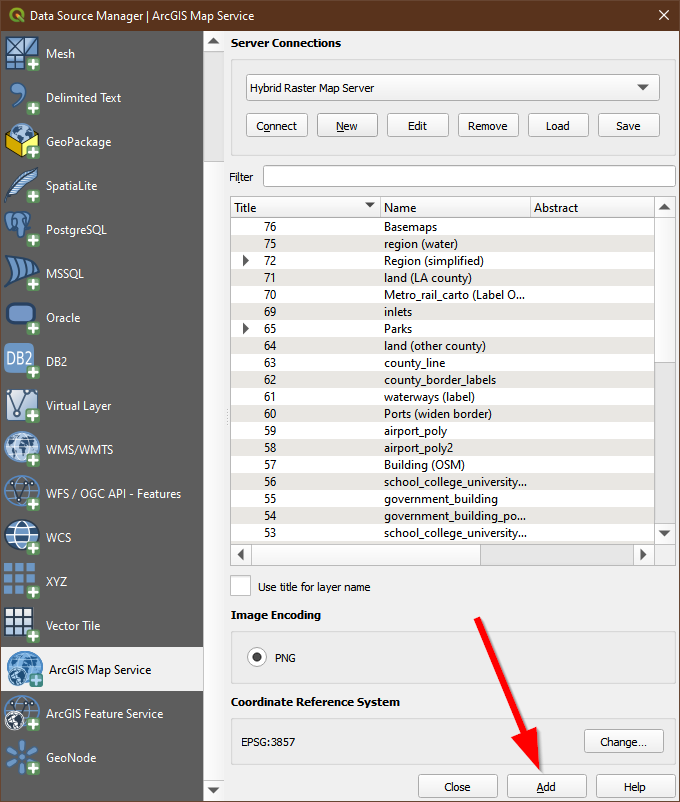 Data Source Manager | ArcGIS Map Service
Mesh
Delimited Text
GeoPackage
SpatiaLite
PostgreSQL
MSSQL
Oracle
DB2
DB2
Virtual Layer
WMS/WMTS
WFS / OGC API - Features
WCS
XYZ
Vector Tile
ArcGIS Map Service
ArcGIS Feature Service
GeoNode
Server Connections
Hybrid Raster Map Server
Connect New Edit Remove Load Save
Filter
Title Name Abstract
76 Basemaps
75 region (water)
72 Region (simplified)
71 land (LA county)
70 Metro_rail_carto (Label O...
69 inlets
65 Parks
64 land (other county)
63 county_line
62 county_border_labels
61 waterways (label)
60 Ports (widen border)
59 airport_poly
58 airport_poly2
57 Building (OSM)
56 school_college_university...
55 government_building
54 government_building_po...
53 school_college_university...
Use title for layer name
Image Encoding
PNG
Coordinate Reference System
EPSG:3857 Change...
Close Add Help